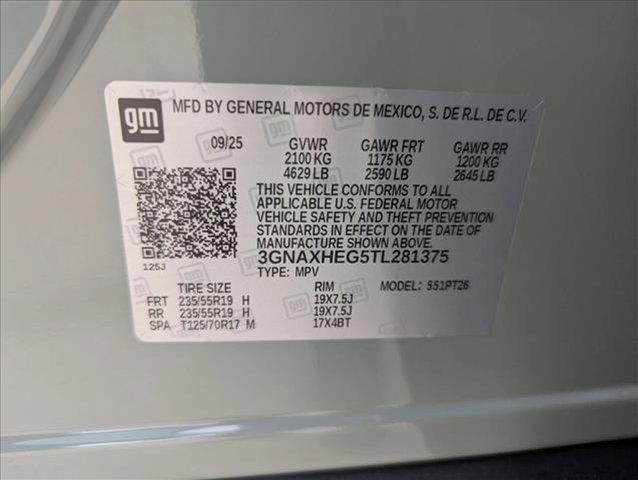 gm MFD BY GENERAL MOTORS DE MEXICO, S. DE R.L. DE C.V.
09/25 GVWR GAWR FRT GAWR RR
2100 KG 1175 KG 1200 KG
4629 LB 2590 LB 2645 LB
THIS VEHICLE CONFORMS TO ALL
APPLICABLE U.S. FEDERAL MOTOR
VEHICLE SAFETY AND THEFT PREVENTION
STANDARDS IN EFFECT ON THE DATE OF
MANUFACTURE SHOWN ABOVE.
3GNAXHEG5TL281375
125J
TYPE: MPV MODEL: 551PT26
TIRE SIZE RIM
FRT 235/55R19 H 19X7.5J
RR 235/55R19 H 19X7.5J
SPA T125/70R17 M 17X4BT